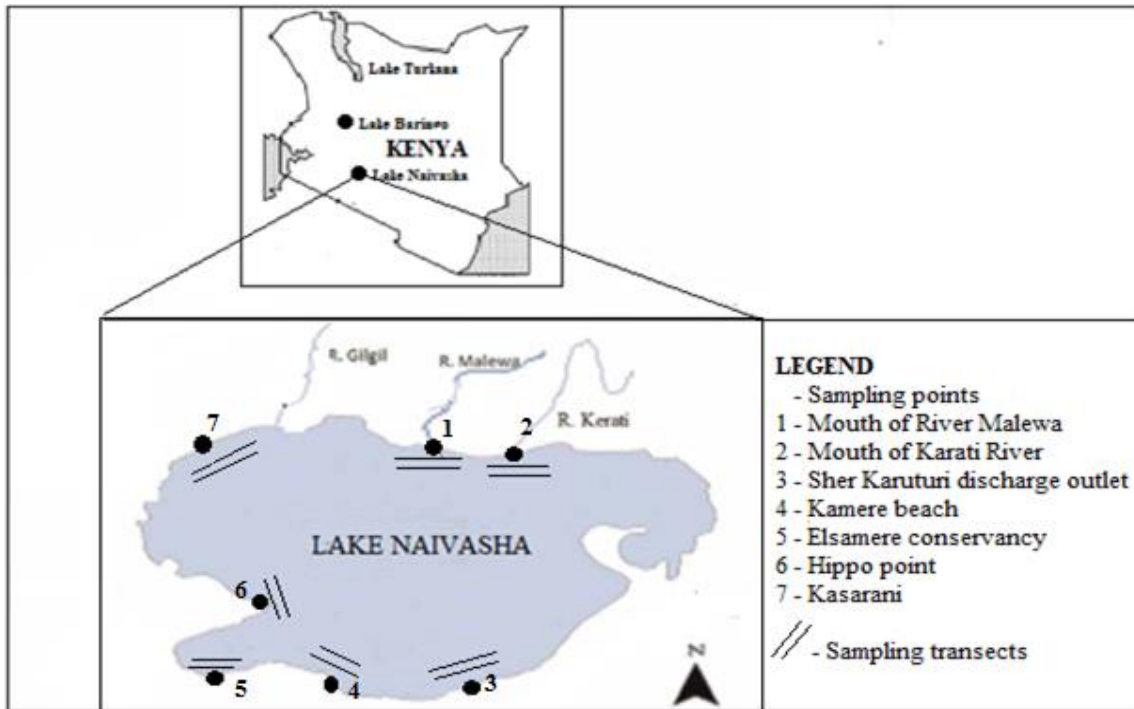 Lake Turkana
Lake Baringo
KENYA
Lake Naivasha
R. Gilgil
R. Malewa
R. Kerati
7
1
2
LAKE NAIVASHA
6
5
4
3
N
LEGEND
- Sampling points
1 - Mouth of River Malewa
2 - Mouth of Karati River
3 - Sher Karuturi discharge outlet
4 - Kamere beach
5 - Elsamere conservancy
6 - Hippo point
7 - Kasarani
- Sampling transects